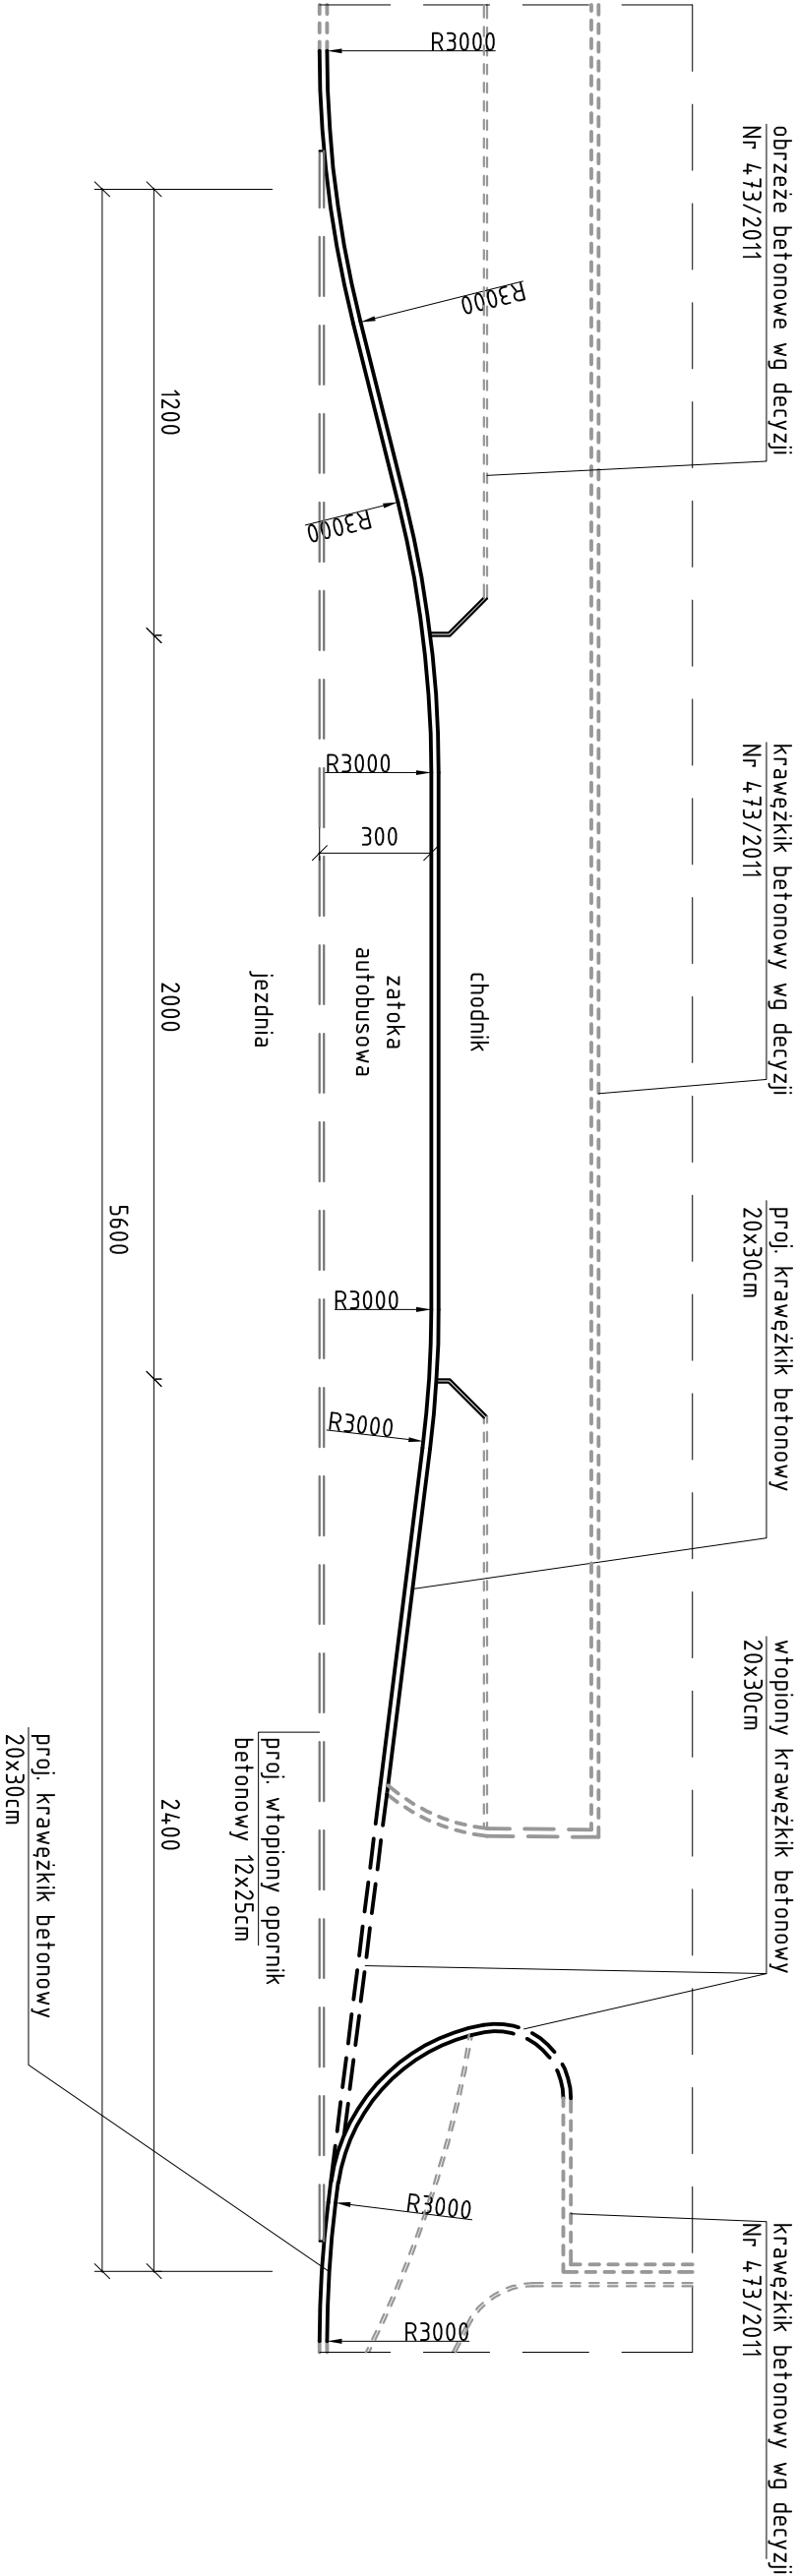 obrzeże betonowe wg decyzji
Nr 473/2011
krawężkik betonowy wg decyzji
Nr 473/2011
proj. krawężkik betonowy
20x30cm
wtopiony krawężkik betonowy
20x30cm
krawężkik betonowy wg decyzji
Nr 473/2011
R3000
R3000
R3000
R3000
300
R3000
R3000
R3000
R3000
chodnik
zatoka
autobusowa
jezdnia
proj. wtopiony opornik
betonowy 12x25cm
1200
2000
2400
5600
proj. krawężkik betonowy
20x30cm